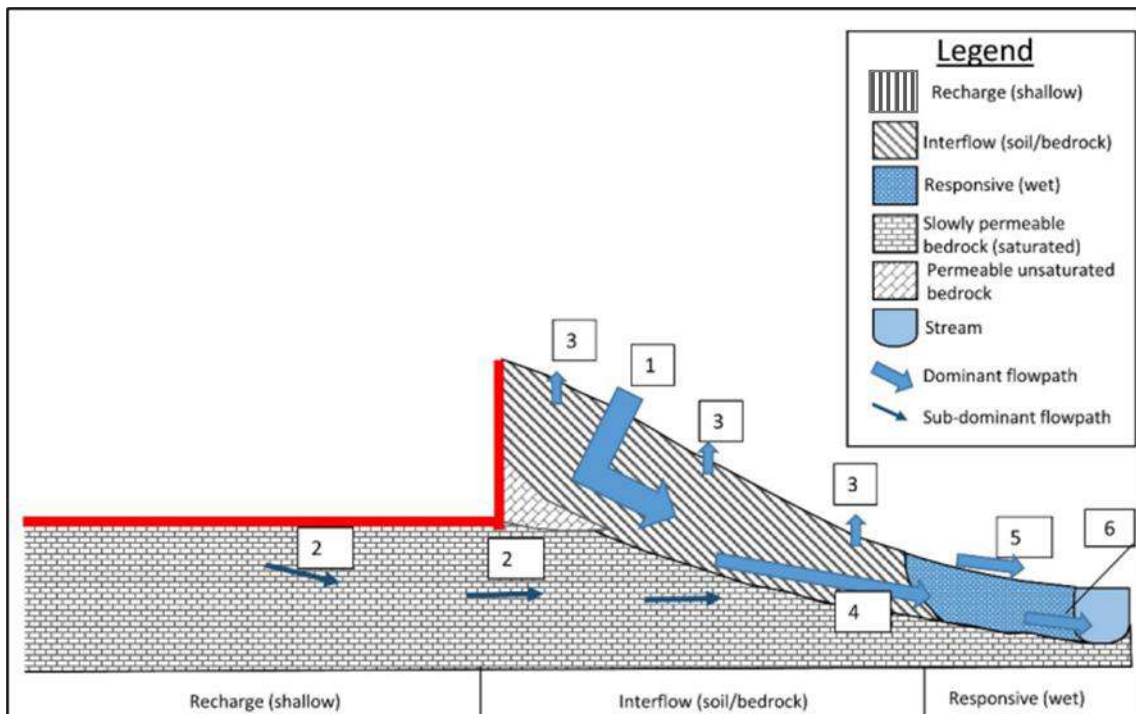 Legend
Recharge (shallow)
Interflow (soil/bedrock)
Responsive (wet)
Slowly permeable
bedrock (saturated)
Permeable unsaturated
bedrock
Stream
Dominant flowpath
Sub-dominant flowpath
3
1
3
3
5
6
2
2
4
Recharge (shallow)
Interflow (soil/bedrock)
Responsive (wet)